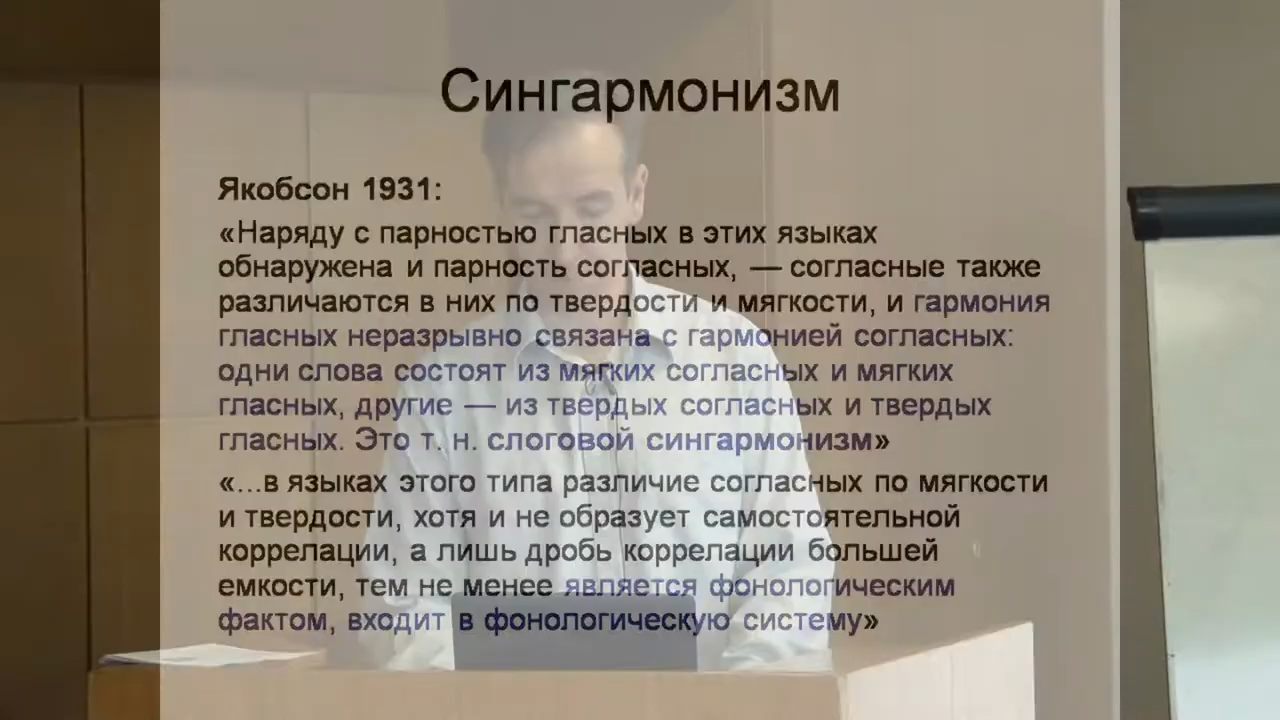 Сингармонизм
Якобсон 1931:
«Наряду с парностью гласных в этих языках
обнаружена и парность согласных, — согласные также
различаются в них по твердости и мягкости, и гармония
гласных неразрывно связана с гармонией согласных:
одни слова состоят из мягких согласных и мягких
гласных, другие — из твердых согласных и твердых
гласных. Это т. н. слоговой сингармонизм»
«...в языках этого типа различие согласных по мягкости
и твердости, хотя и не образует самостоятельной
коррелации, а лишь дробь коррелации большей
емкости, тем не менее является фонологическим
фактом, входит в фонологическую систему»